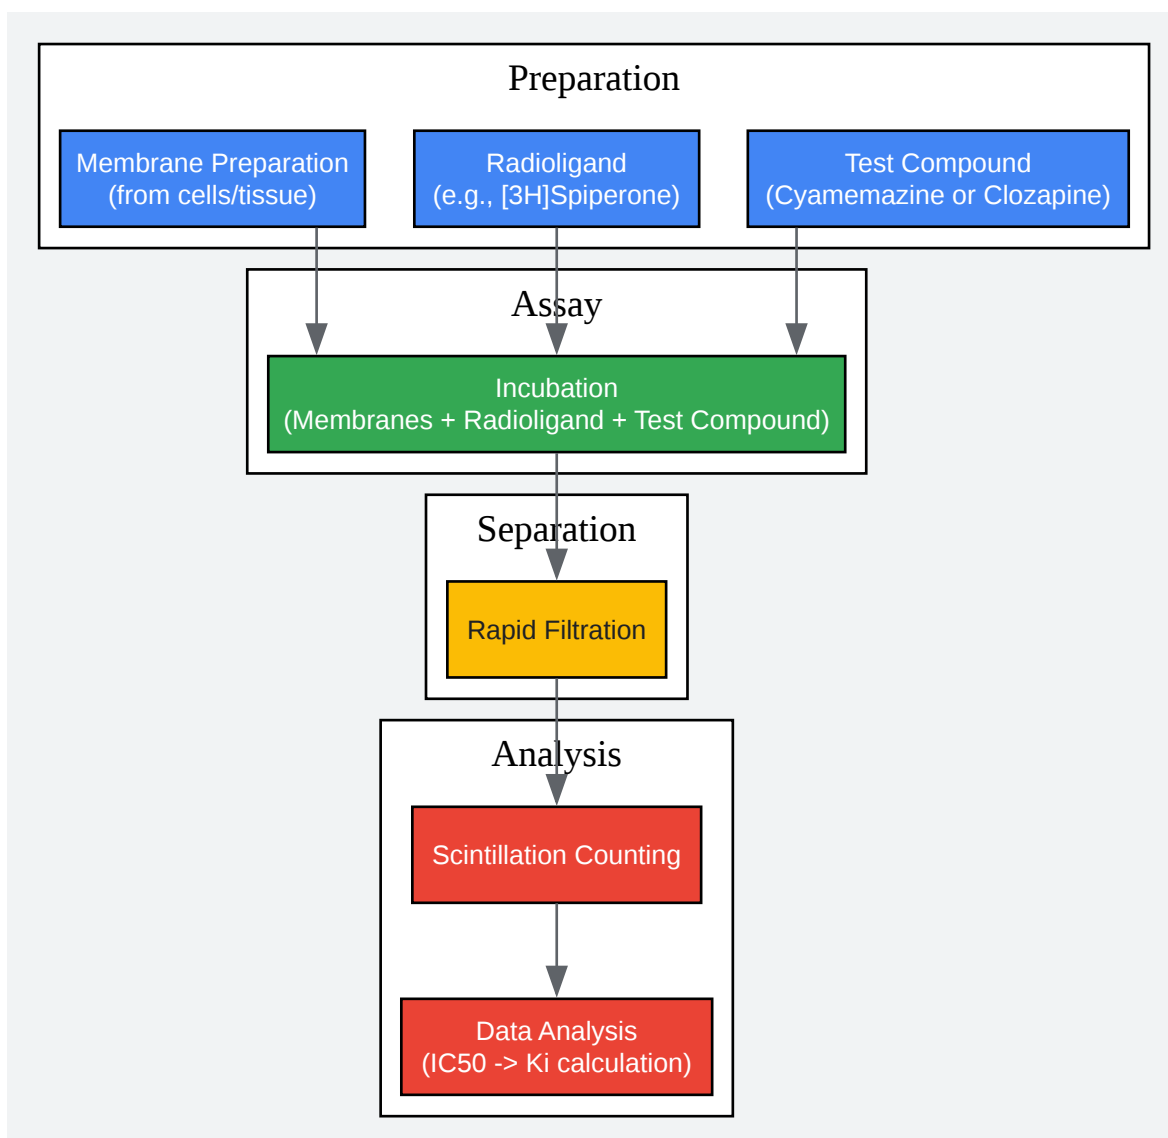 Preparation
Membrane Preparation
(from cells/tissue)
Radioligand
(e.g., [3H]Spiperone)
Test Compound
(Cyamemazine or Clozapine)
Assay
Incubation
(Membranes + Radioligand + Test Compound)
Separation
Rapid Filtration
Analysis
Scintillation Counting
Data Analysis
(IC50 -> Ki calculation)